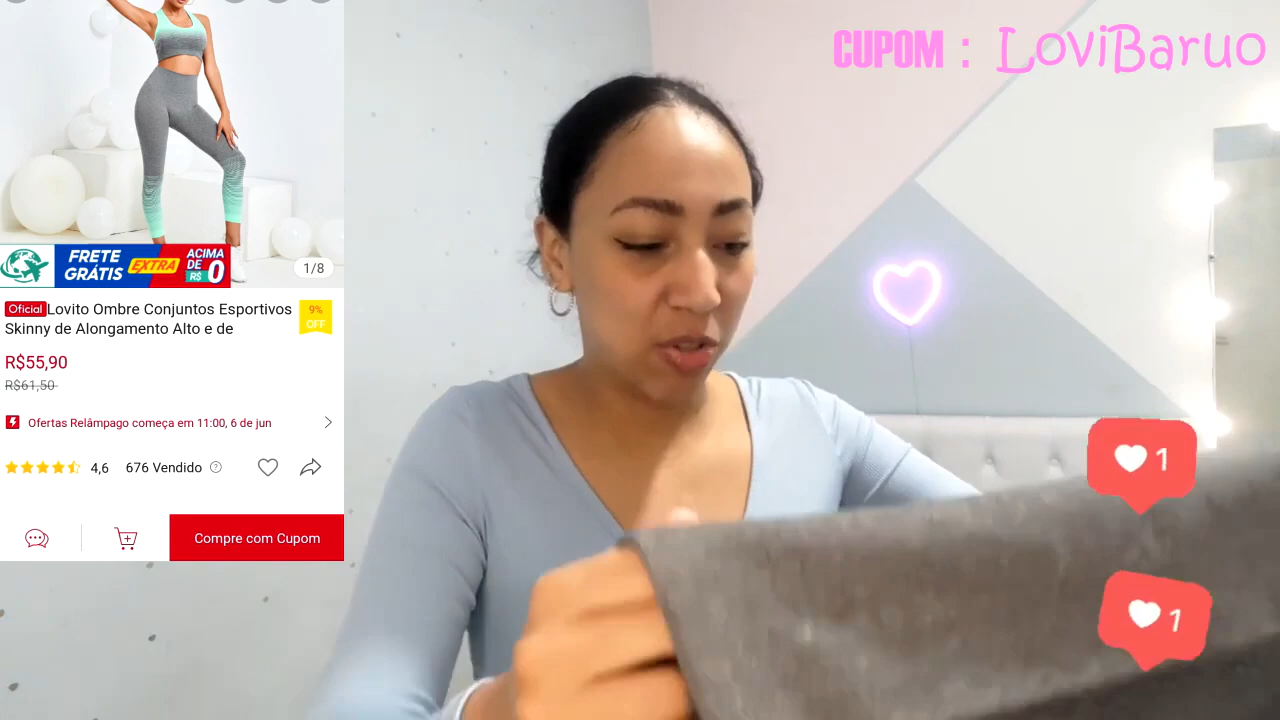 CUPOM : LoviBaruo
FRETE GRÁTIS EXTRA ACIMA DE R$ 0
1/8
Oficial Lovito Ombre Conjuntos Esportivos
Skinny de Alongamento Alto e de
9%
OFF
R$55,90
R$61,50
Ofertas Relâmpago começa em 11:00, 6 de jun
4,6 676 Vendido ?
Compre com Cupom
1
1